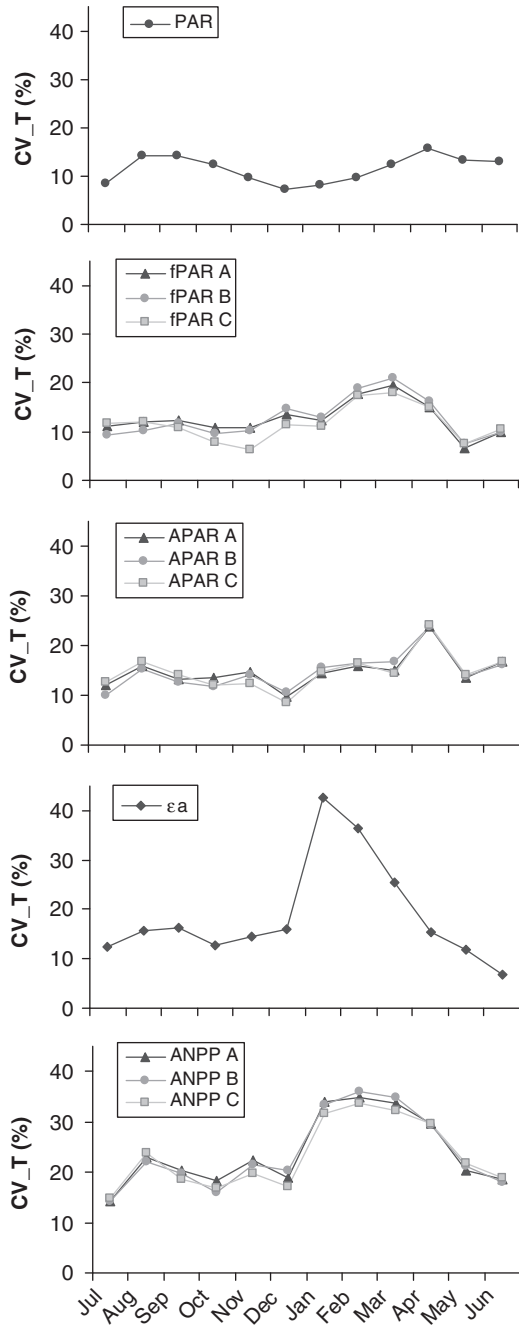 PAR
40
30
20
10
0
CV_T (%)
fPAR A
fPAR B
fPAR C
40
30
20
10
0
CV_T (%)
APAR A
APAR B
APAR C
40
30
20
10
0
CV_T (%)
εa
40
30
20
10
0
CV_T (%)
ANPP A
ANPP B
ANPP C
40
30
20
10
0
CV_T (%)
Jul Aug Sep Oct Nov Dec Jan Feb Mar Apr May Jun